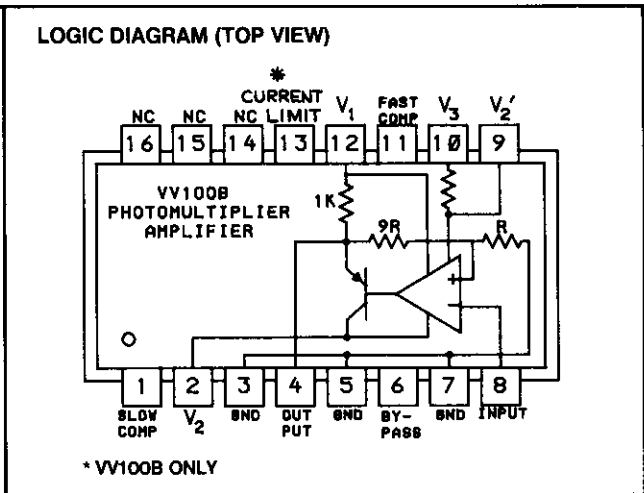 LOGIC DIAGRAM (TOP VIEW)
*
CURRENT
NC NC NC LIMIT V1 FAST COMP V3 V2'
16 15 14 13 12 11 10 9
VV100B
PHOTOMULTIPLIER
AMPLIFIER
1K
9R R
+
−
1 2 3 4 5 6 7 8
SLOW COMP V2 GND OUT PUT GND BY- PASS GND INPUT
* VV100B ONLY